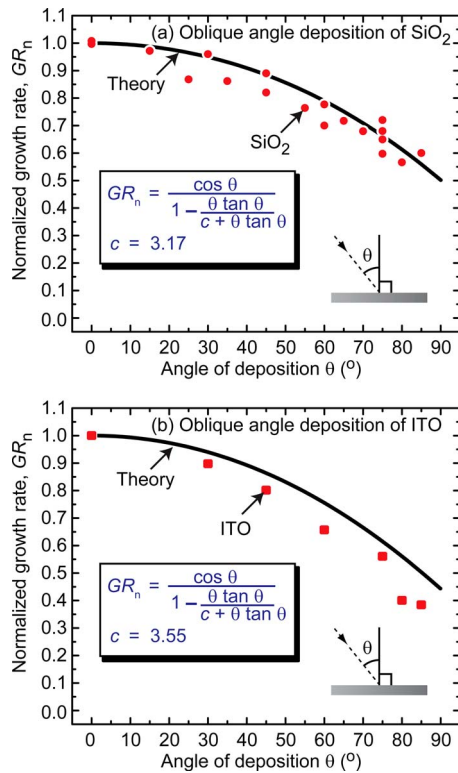 (a) Oblique angle deposition of SiO2
Normalized growth rate, GRn
1.1
1.0
0.9
0.8
0.7
0.6
0.5
0.4
0.3
0.2
0.1
0.0
Theory
SiO2
GRn = cos θ
1 – θ tan θ
c + θ tan θ
c = 3.17
θ
0 10 20 30 40 50 60 70 80 90
Angle of deposition θ (o)
(b) Oblique angle deposition of ITO
Normalized growth rate, GRn
1.1
1.0
0.9
0.8
0.7
0.6
0.5
0.4
0.3
0.2
0.1
0.0
Theory
ITO
GRn = cos θ
1 – θ tan θ
c + θ tan θ
c = 3.55
θ
0 10 20 30 40 50 60 70 80 90
Angle of deposition θ (o)